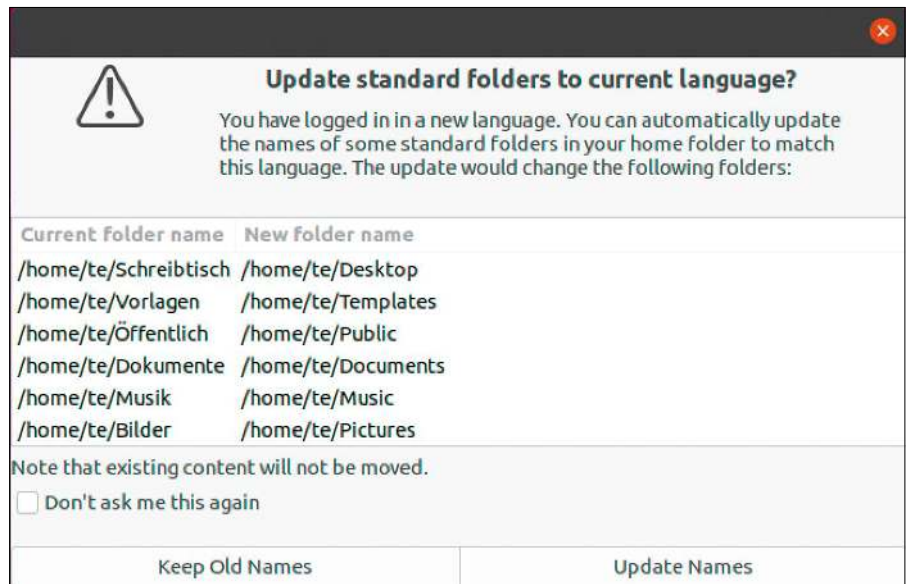 Update standard folders to current language?
You have logged in in a new language. You can automatically update
the names of some standard folders in your home folder to match
this language. The update would change the following folders:
Current folder name New folder name
/home/te/Schreibtisch /home/te/Desktop
/home/te/Vorlagen /home/te/Templates
/home/te/Öffentlich /home/te/Public
/home/te/Dokumente /home/te/Documents
/home/te/Musik /home/te/Music
/home/te/Bilder /home/te/Pictures
Note that existing content will not be moved.
Don't ask me this again
Keep Old Names Update Names